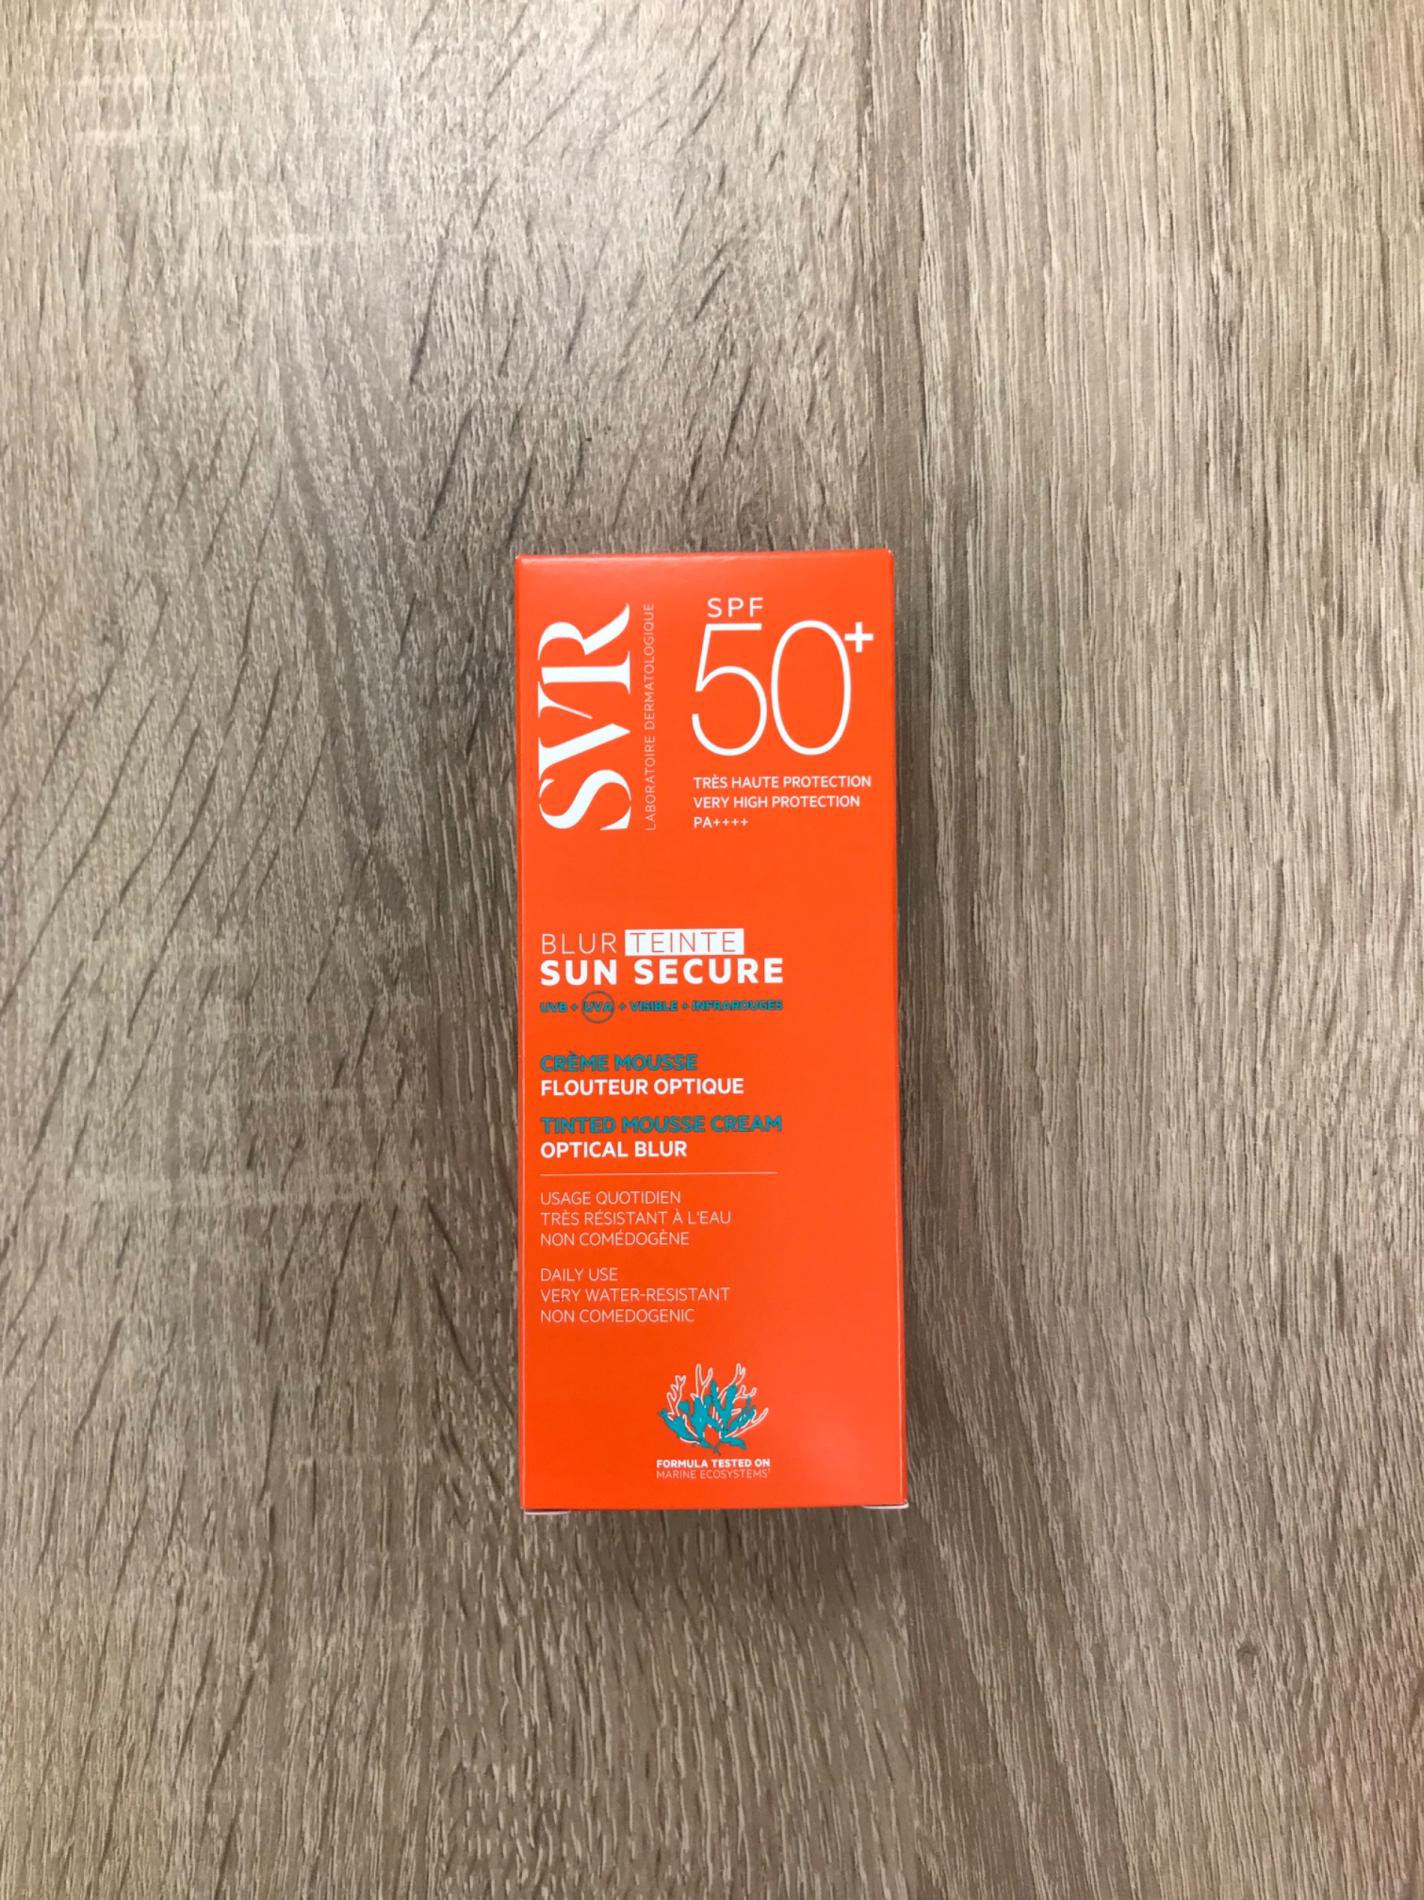 SVR
LABORATOIRE DERMATOLOGIQUE
SPF
50+
TRÈS HAUTE PROTECTION
VERY HIGH PROTECTION
PA++++
BLUR TEINTE
SUN SECURE
UVB + UVA + VISIBLE + INFRAROUGES
CRÈME MOUSSE
FLOUTEUR OPTIQUE
TINTED MOUSSE CREAM
OPTICAL BLUR
USAGE QUOTIDIEN
TRÈS RÉSISTANT À L'EAU
NON COMÉDOGÈNE
DAILY USE
VERY WATER-RESISTANT
NON COMEDOGENIC
FORMULA TESTED ON
MARINE ECOSYSTEMS¹